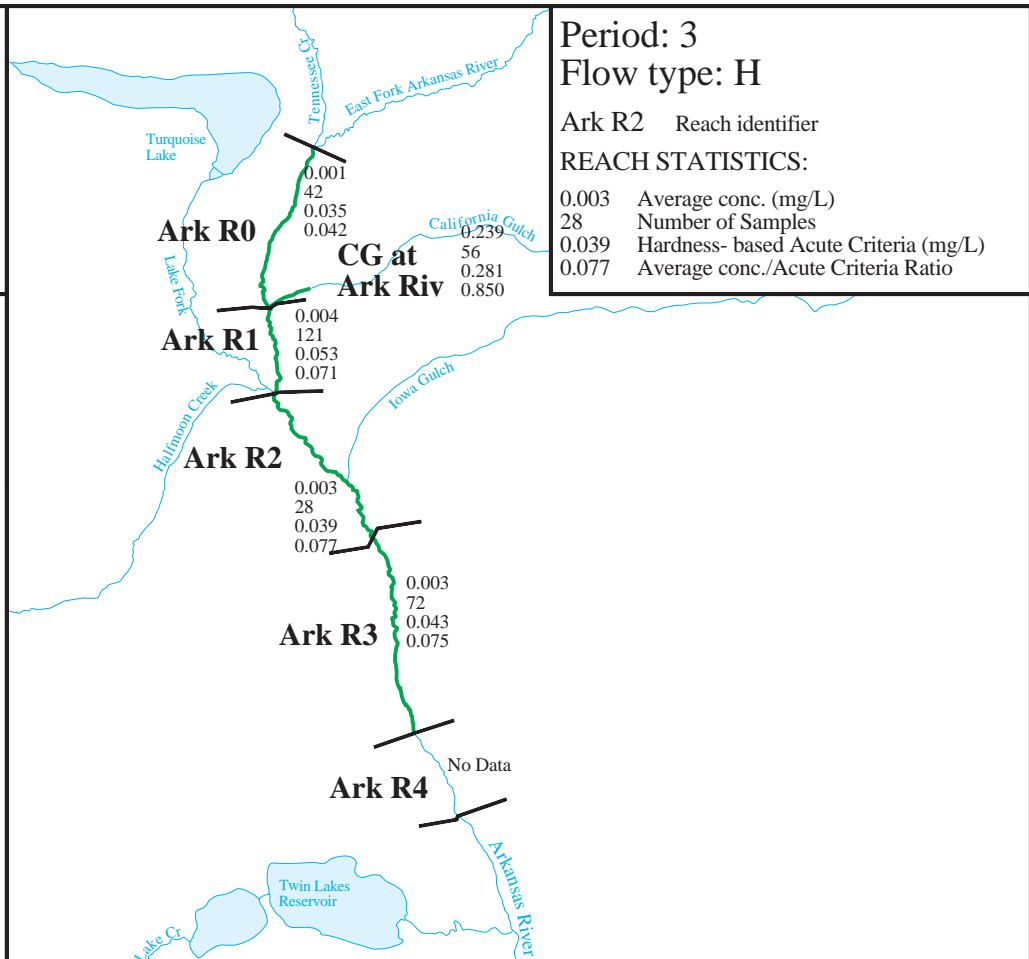 Period: 3
Flow type: H
Ark R2 Reach identifier
REACH STATISTICS:
0.003 Average conc. (mg/L)
28 Number of Samples
0.039 Hardness- based Acute Criteria (mg/L)
0.077 Average conc./Acute Criteria Ratio
Tennessee Cr
East Fork Arkansas River
Turquoise
Lake
0.001
42
0.035
0.042
Ark R0
California Gulch
0.239
56
0.281
0.850
CG at
Ark Riv
Lake Fork
0.004
121
0.053
0.071
Ark R1
Iowa Gulch
Halfmoon Creek
Ark R2
0.003
28
0.039
0.077
0.003
72
0.043
0.075
Ark R3
No Data
Ark R4
Arkansas River
Twin Lakes
Reservoir
Lake Cr